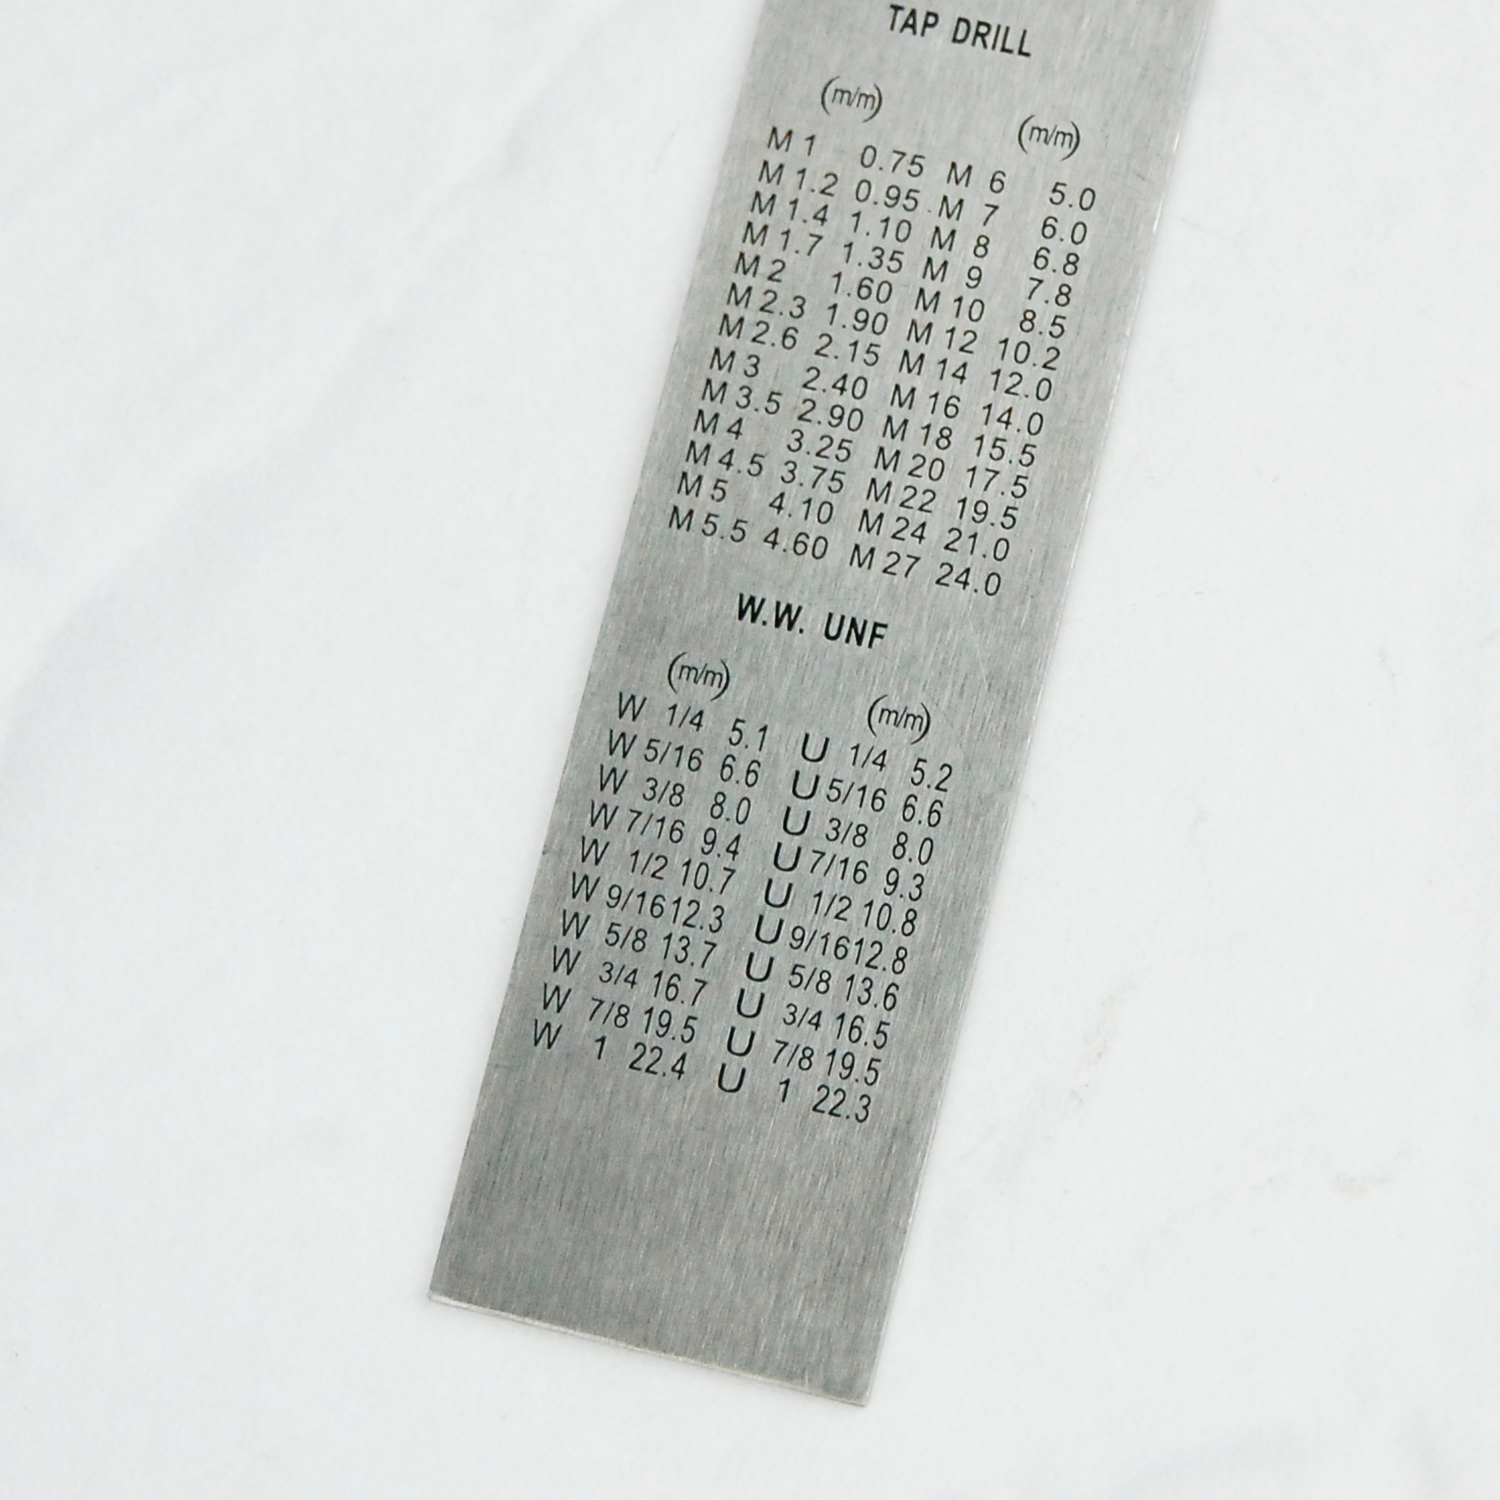 TAP DRILL
(m/m) (m/m)
M 1 0.75 M 6 5.0
M 1.2 0.95 M 7 6.0
M 1.4 1.10 M 8 6.8
M 1.7 1.35 M 9 7.8
M 2 1.60 M 10 8.5
M 2.3 1.90 M 12 10.2
M 2.6 2.15 M 14 12.0
M 3 2.40 M 16 14.0
M 3.5 2.90 M 18 15.5
M 4 3.25 M 20 17.5
M 4.5 3.75 M 22 19.5
M 5 4.10 M 24 21.0
M 5.5 4.60 M 27 24.0
W.W. UNF
(m/m) (m/m)
W 1/4 5.1 U 1/4 5.2
W 5/16 6.6 U 5/16 6.6
W 3/8 8.0 U 3/8 8.0
W 7/16 9.4 U 7/16 9.3
W 1/2 10.7 U 1/2 10.8
W 9/16 12.3 U 9/16 12.8
W 5/8 13.7 U 5/8 13.6
W 3/4 16.7 U 3/4 16.5
W 7/8 19.5 U 7/8 19.5
W 1 22.4 U 1 22.3